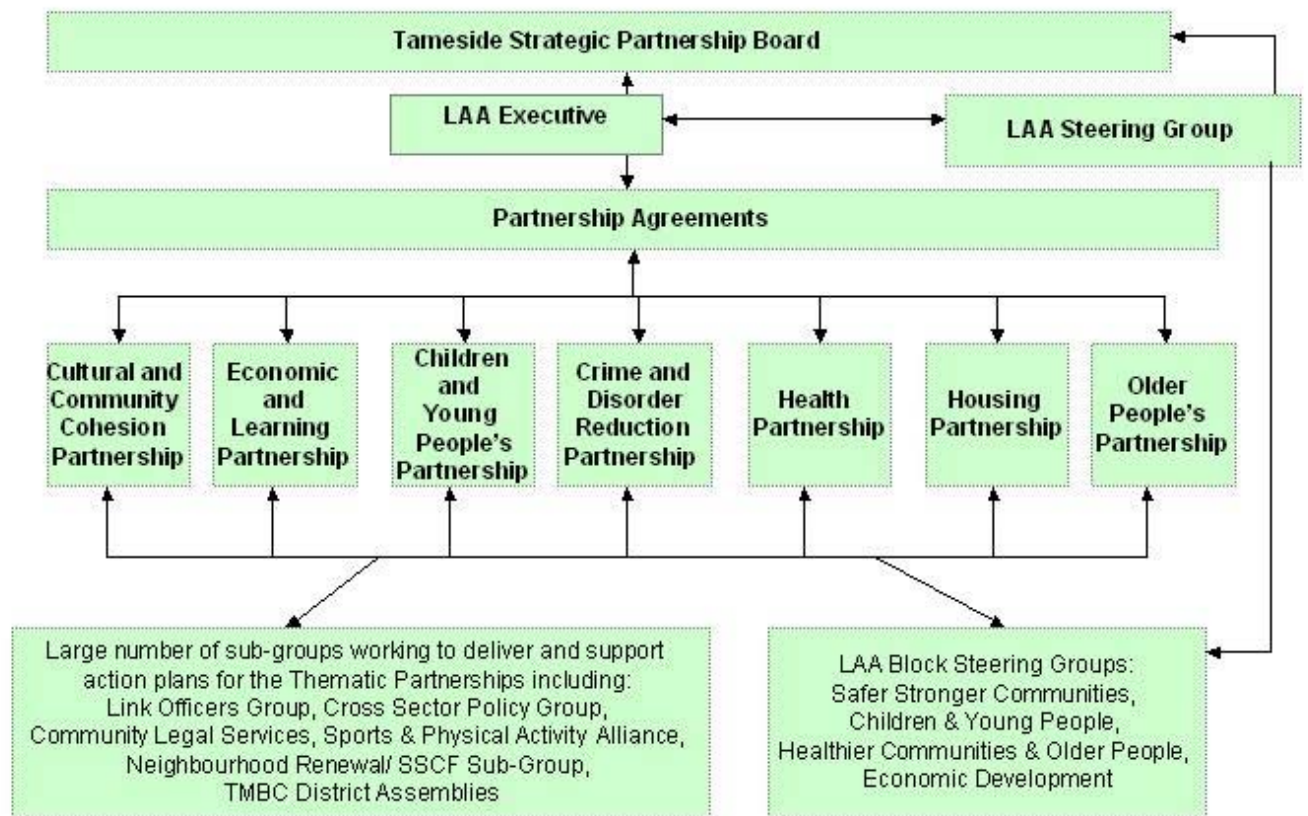 Tameside Strategic Partnership Board
LAA Executive
LAA Steering Group
Partnership Agreements
Cultural and
Community
Cohesion
Partnership
Economic
and
Learning
Partnership
Children
and
Young
People's
Partnership
Crime and
Disorder
Reduction
Partnership
Health
Partnership
Housing
Partnership
Older
People's
Partnership
Large number of sub-groups working to deliver and support
action plans for the Thematic Partnerships including:
Link Officers Group, Cross Sector Policy Group,
Community Legal Services, Sports & Physical Activity Alliance,
Neighbourhood Renewal/ SSCF Sub-Group,
TMBC District Assemblies
LAA Block Steering Groups:
Safer Stronger Communities,
Children & Young People,
Healthier Communities & Older People,
Economic Development